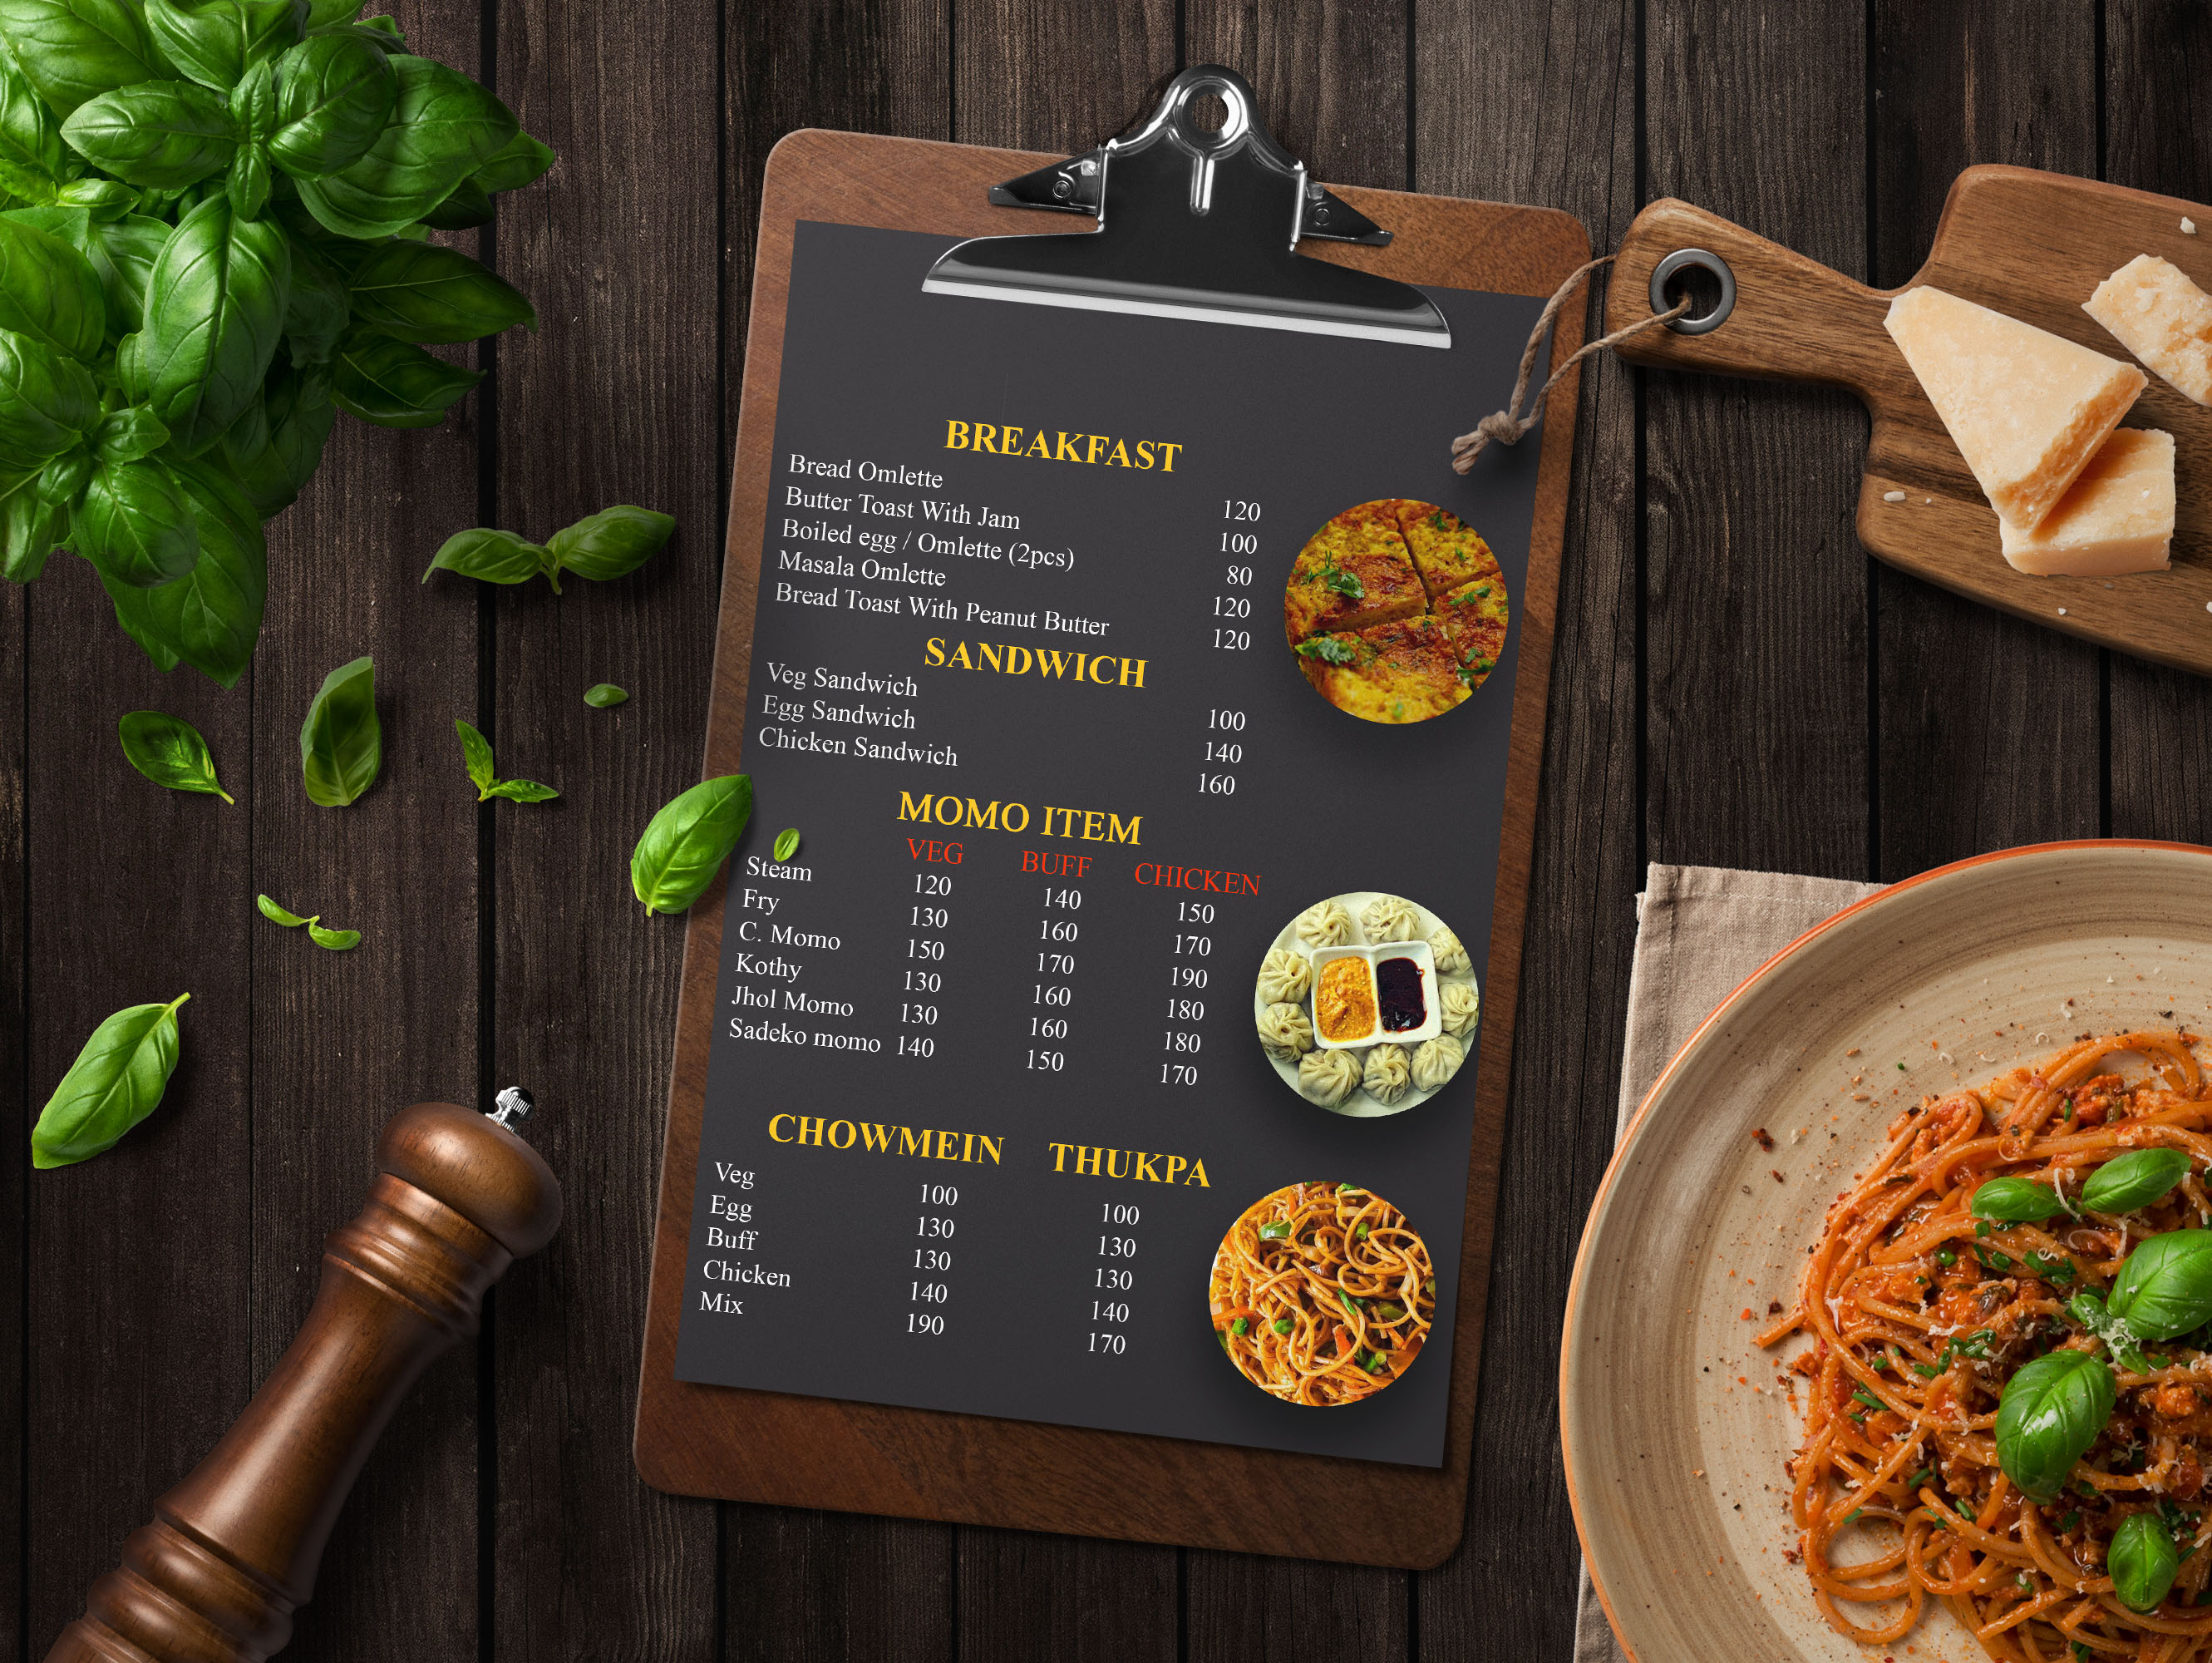 BREAKFAST
Bread Omlette 120
Butter Toast With Jam 100
Boiled egg / Omlette (2pcs) 80
Masala Omlette 120
Bread Toast With Peanut Butter 120
SANDWICH
Veg Sandwich 100
Egg Sandwich 140
Chicken Sandwich 160
MOMO ITEM
VEG BUFF CHICKEN
Steam 120 140 150
Fry 130 160 170
C. Momo 150 170 190
Kothy 130 160 180
Jhol Momo 130 160 180
Sadeko momo 140 150 170
CHOWMEIN THUKPA
Veg 100 100
Egg 130 130
Buff 130 130
Chicken 140 140
Mix 190 170